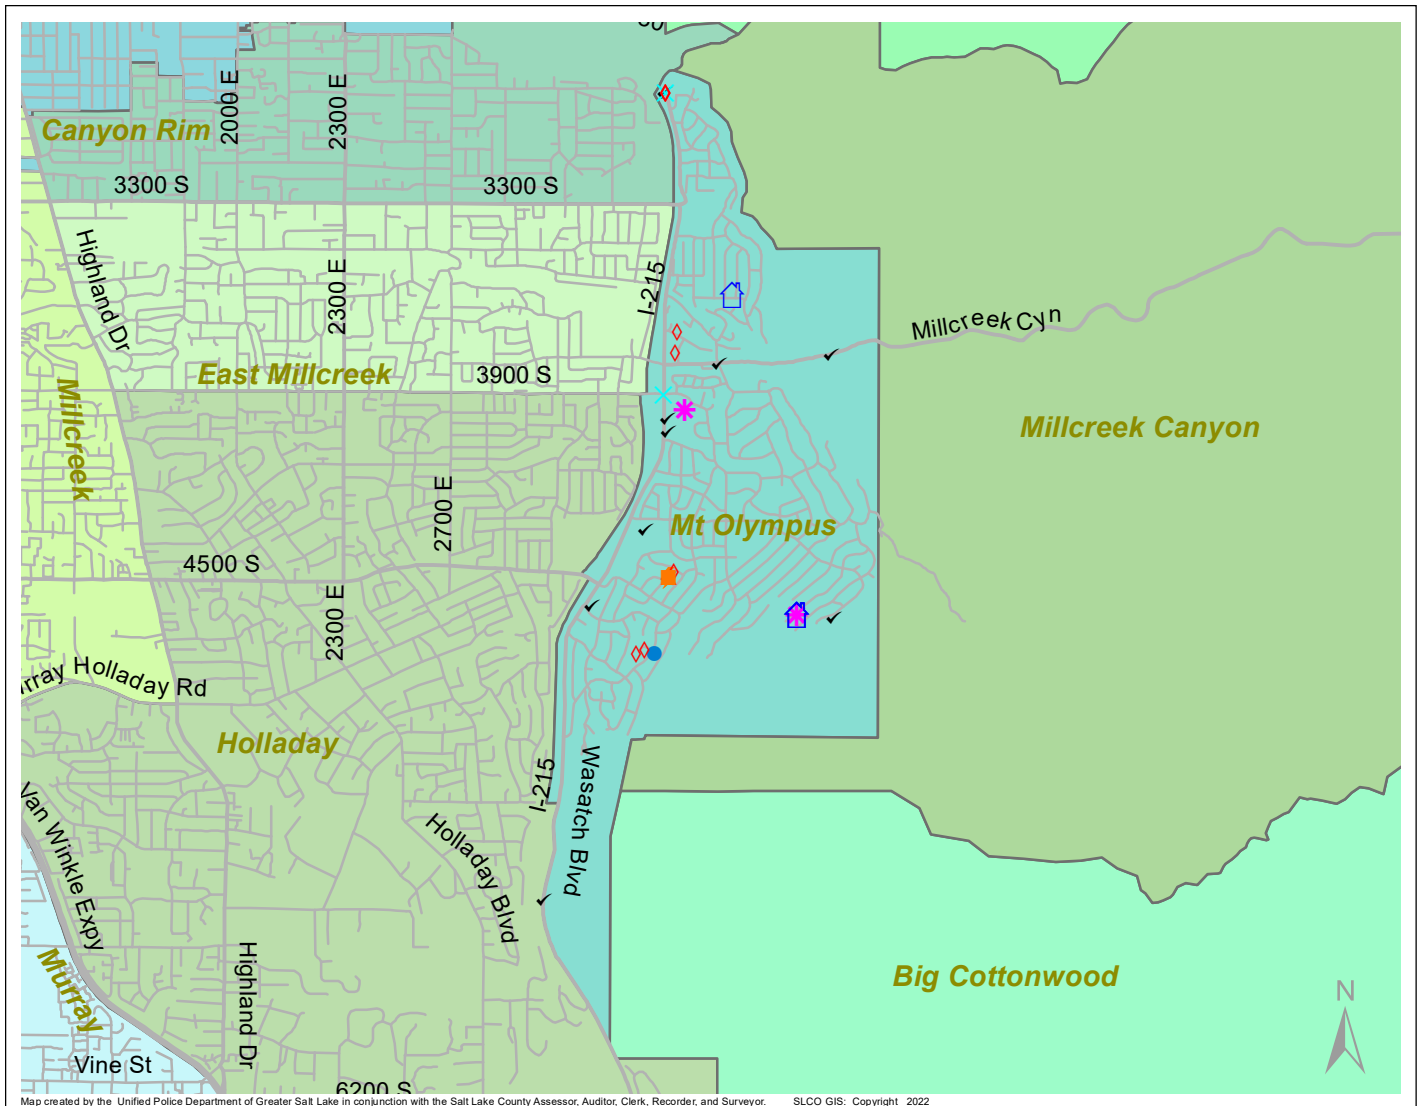 2000 E
2300 E
Canyon Rim
3300 S
3300 S
Highland Dr
2300 E
I-215
Millcreek Cyn
East Millcreek
3900 S
Millcreek
Millcreek Canyon
2700 E
Mt Olympus
4500 S
2300 E
Holladay Rd
Holladay
I-215
Wasatch Blvd
Van Winkle Expy
Holladay Blvd
Highland Dr
Murray
Big Cottonwood
N
Vine St
6200 S
Map created by the Unified Police Department of Greater Salt Lake in conjunction with the Salt Lake County Assessor, Auditor, Clerk, Recorder, and Surveyor. SLCO GIS: Copyright 2022